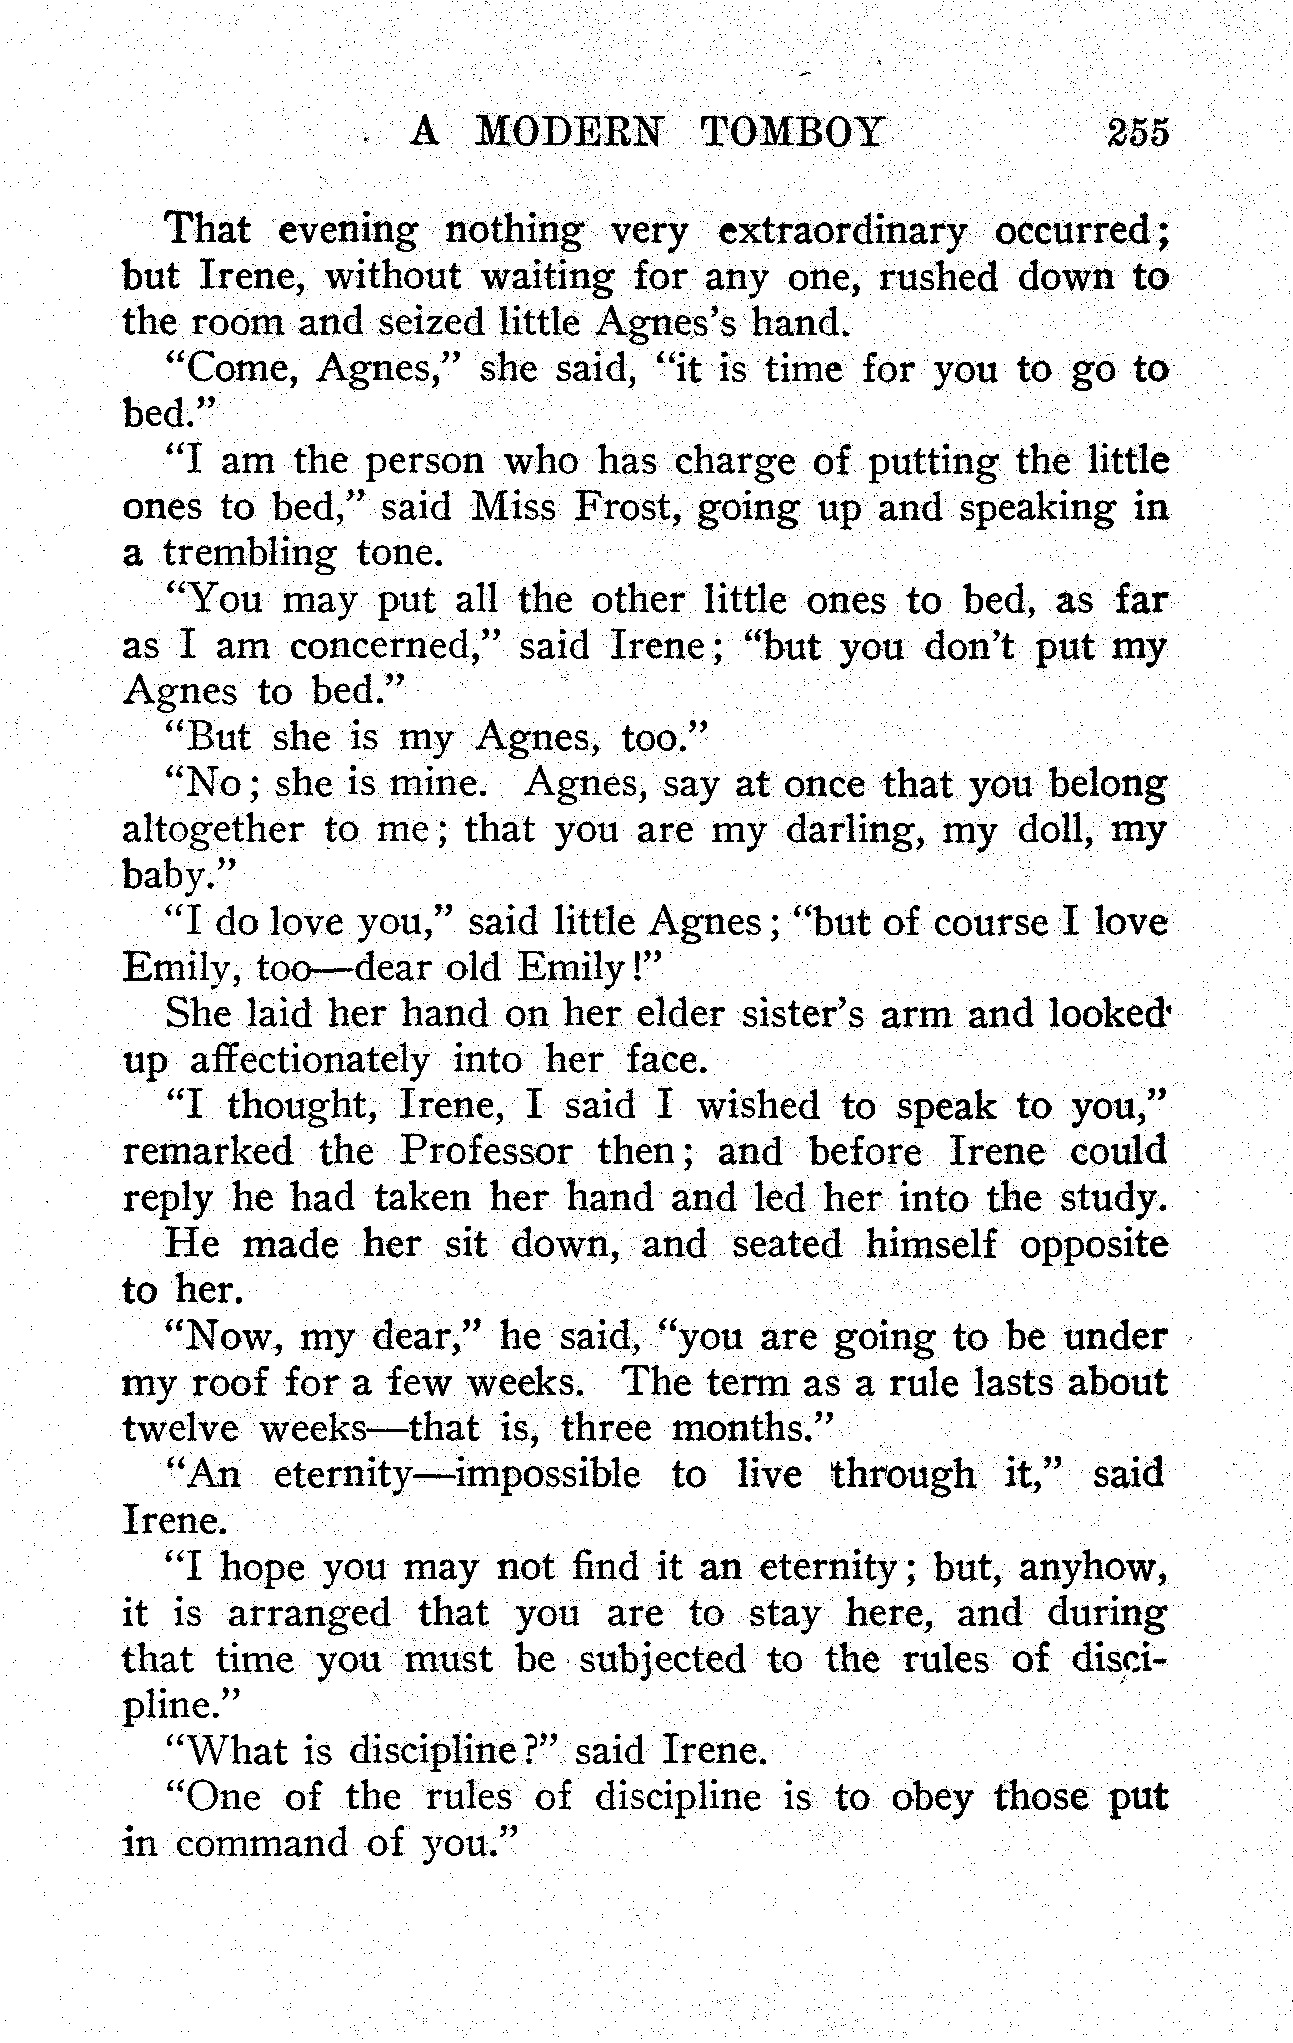 A MODERN TOMBOY 255
That evening nothing very extraordinary occurred;
but Irene, without waiting for any one, rushed down to
the room and seized little Agnes's hand.
"Come, Agnes," she said, "it is time for you to go to
bed."
"I am the person who has charge of putting the little
ones to bed," said Miss Frost, going up and speaking in
a trembling tone.
"You may put all the other little ones to bed, as far
as I am concerned," said Irene; "but you don't put my
Agnes to bed."
"But she is my Agnes, too."
"No; she is mine. Agnes, say at once that you belong
altogether to me; that you are my darling, my doll, my
baby."
"I do love you," said little Agnes; "but of course I love
Emily, too—dear old Emily!"
She laid her hand on her elder sister's arm and looked
up affectionately into her face.
"I thought, Irene, I said I wished to speak to you,"
remarked the Professor then; and before Irene could
reply he had taken her hand and led her into the study.
He made her sit down, and seated himself opposite
to her.
"Now, my dear," he said, "you are going to be under
my roof for a few weeks. The term as a rule lasts about
twelve weeks—that is, three months."
"An eternity—impossible to live through it," said
Irene.
"I hope you may not find it an eternity; but, anyhow,
it is arranged that you are to stay here, and during
that time you must be subjected to the rules of disci-
pline."
"What is discipline?" said Irene.
"One of the rules of discipline is to obey those put
in command of you."